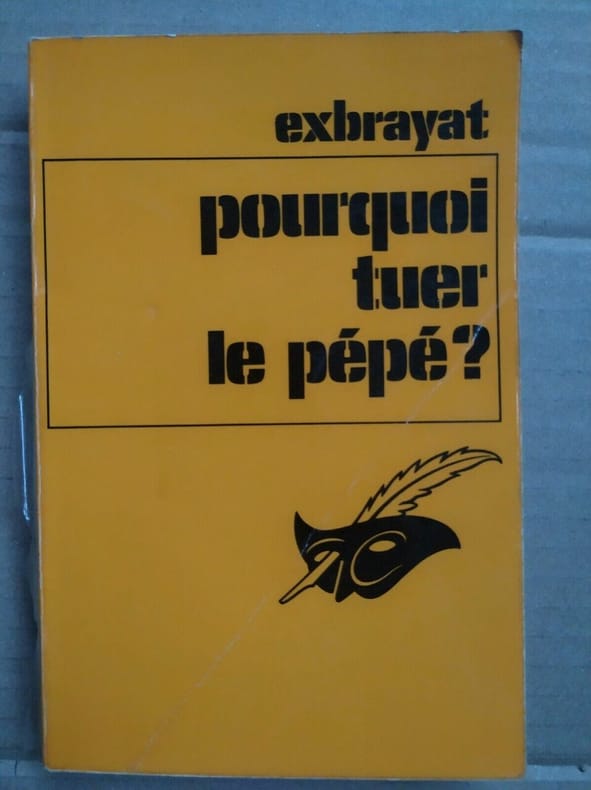 exbrayat
pourquoi
tuer
le pépé?